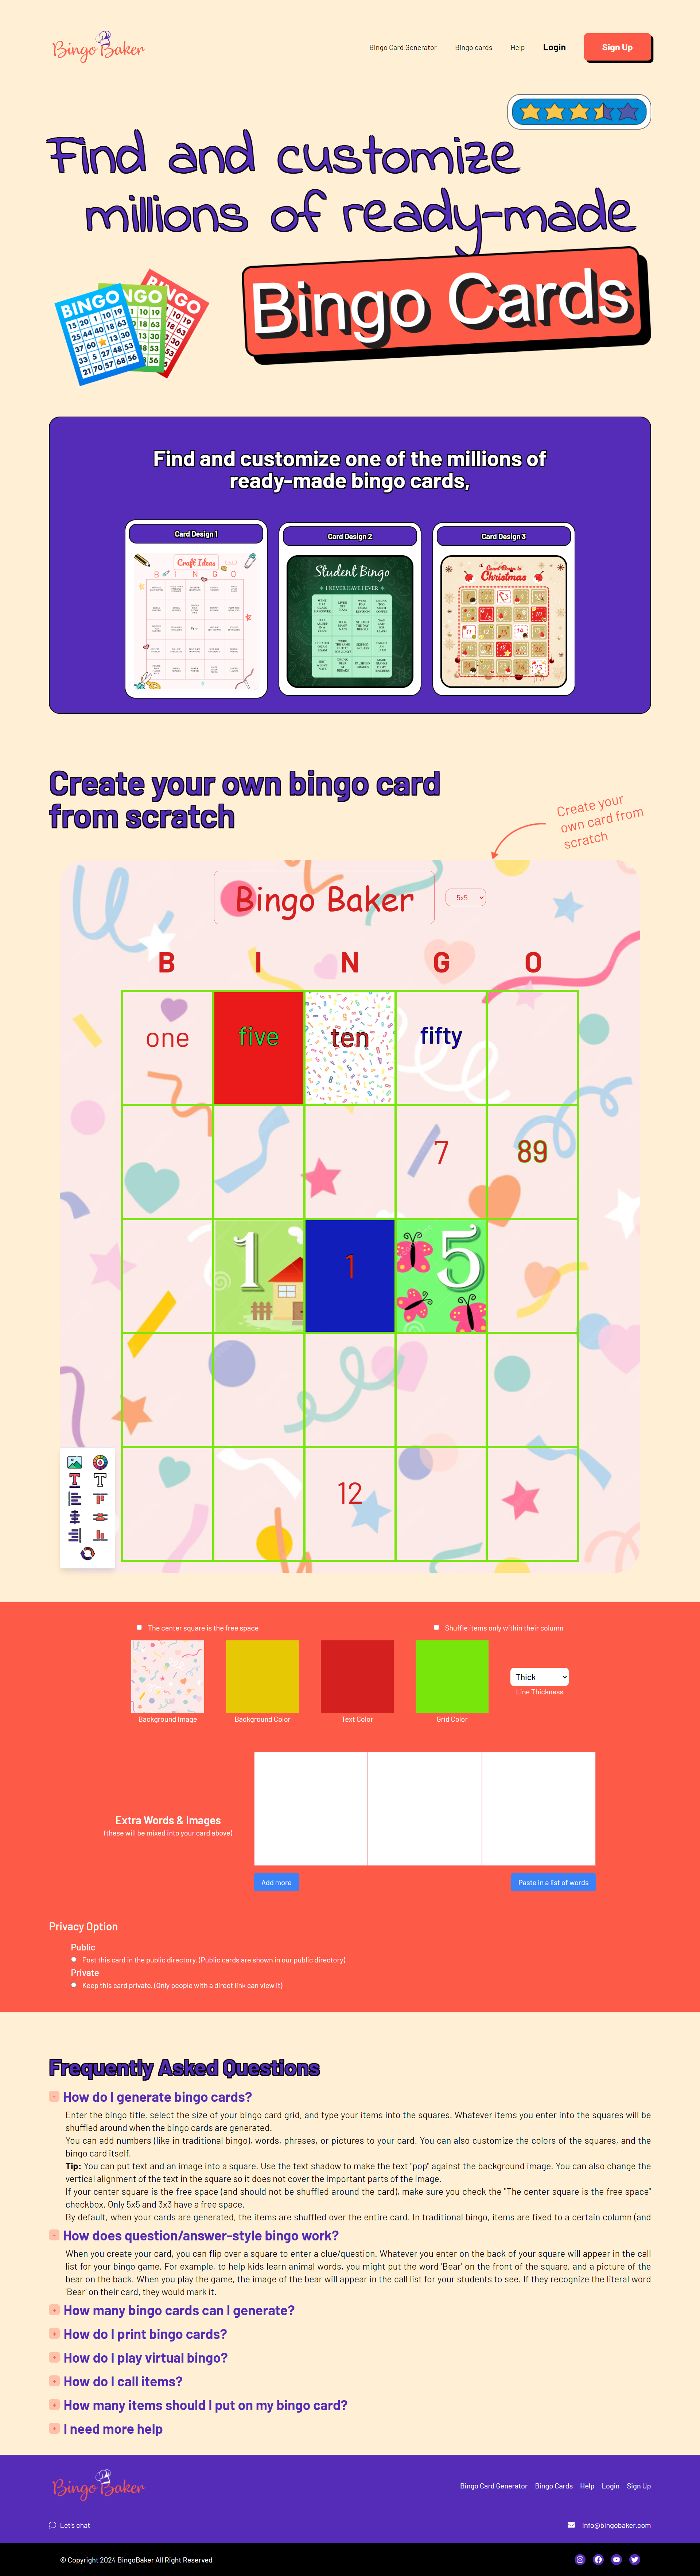 Bingo Baker
Bingo Card Generator
Bingo cards
Help
Login
Sign Up
Find and customize
millions of ready-made
Bingo Cards
BINGO
BINGO
BINGO
Find and customize one of the millions of
ready-made bingo cards,
Card Design 1
Card Design 2
Card Design 3
Craft Ideas
B I N G O
Free
Student Bingo
I NEVER HAVE I EVER
Count Down to
Christmas
Create your own bingo card
from scratch
Create your
own card from
scratch
Bingo Baker
5x5
B I N G O
one
five
ten
fifty
7
89
1
1
5
12
The center square is the free space
Shuffle items only within their column
Background Image
Background Color
Text Color
Grid Color
Thick
Line Thickness
Extra Words & Images
(these will be mixed into your card above)
Add more
Paste in a list of words
Privacy Option
Public
Post this card in the public directory. (Public cards are shown in our public directory)
Private
Keep this card private. (Only people with a direct link can view it)
Frequently Asked Questions
- How do I generate bingo cards?
Enter the bingo title, select the size of your bingo card grid, and type your items into the squares. Whatever items you enter into the squares will be
shuffled around when the bingo cards are generated.
You can add numbers (like in traditional bingo), words, phrases, or pictures to your card. You can also customize the colors of the squares, and the
bingo card itself.
Tip: You can put text and an image into a square. Use the text shadow to make the text "pop" against the background image. You can also change the
vertical alignment of the text in the square so it does not cover the important parts of the image.
If your center square is the free space (and should not be shuffled around the card), make sure you check the "The center square is the free space"
checkbox. Only 5x5 and 3x3 have a free space.
By default, when your cards are generated, the items are shuffled over the entire card. In traditional bingo, items are fixed to a certain column (and
- How does question/answer-style bingo work?
When you create your card, you can flip over a square to enter a clue/question. Whatever you enter on the back of your square will appear in the call
list for your bingo game. For example, to help kids learn animal words, you might put the word 'Bear' on the front of the square, and a picture of the
bear on the back. When you play the game, the image of the bear will appear in the call list for your students to see. If they recognize the literal word
'Bear' on their card, they would mark it.
+ How many bingo cards can I generate?
+ How do I print bingo cards?
+ How do I play virtual bingo?
+ How do I call items?
+ How many items should I put on my bingo card?
+ I need more help
Bingo Baker
Bingo Card Generator
Bingo Cards
Help
Login
Sign Up
Let's chat
info@bingobaker.com
© Copyright 2024 BingoBaker All Right Reserved